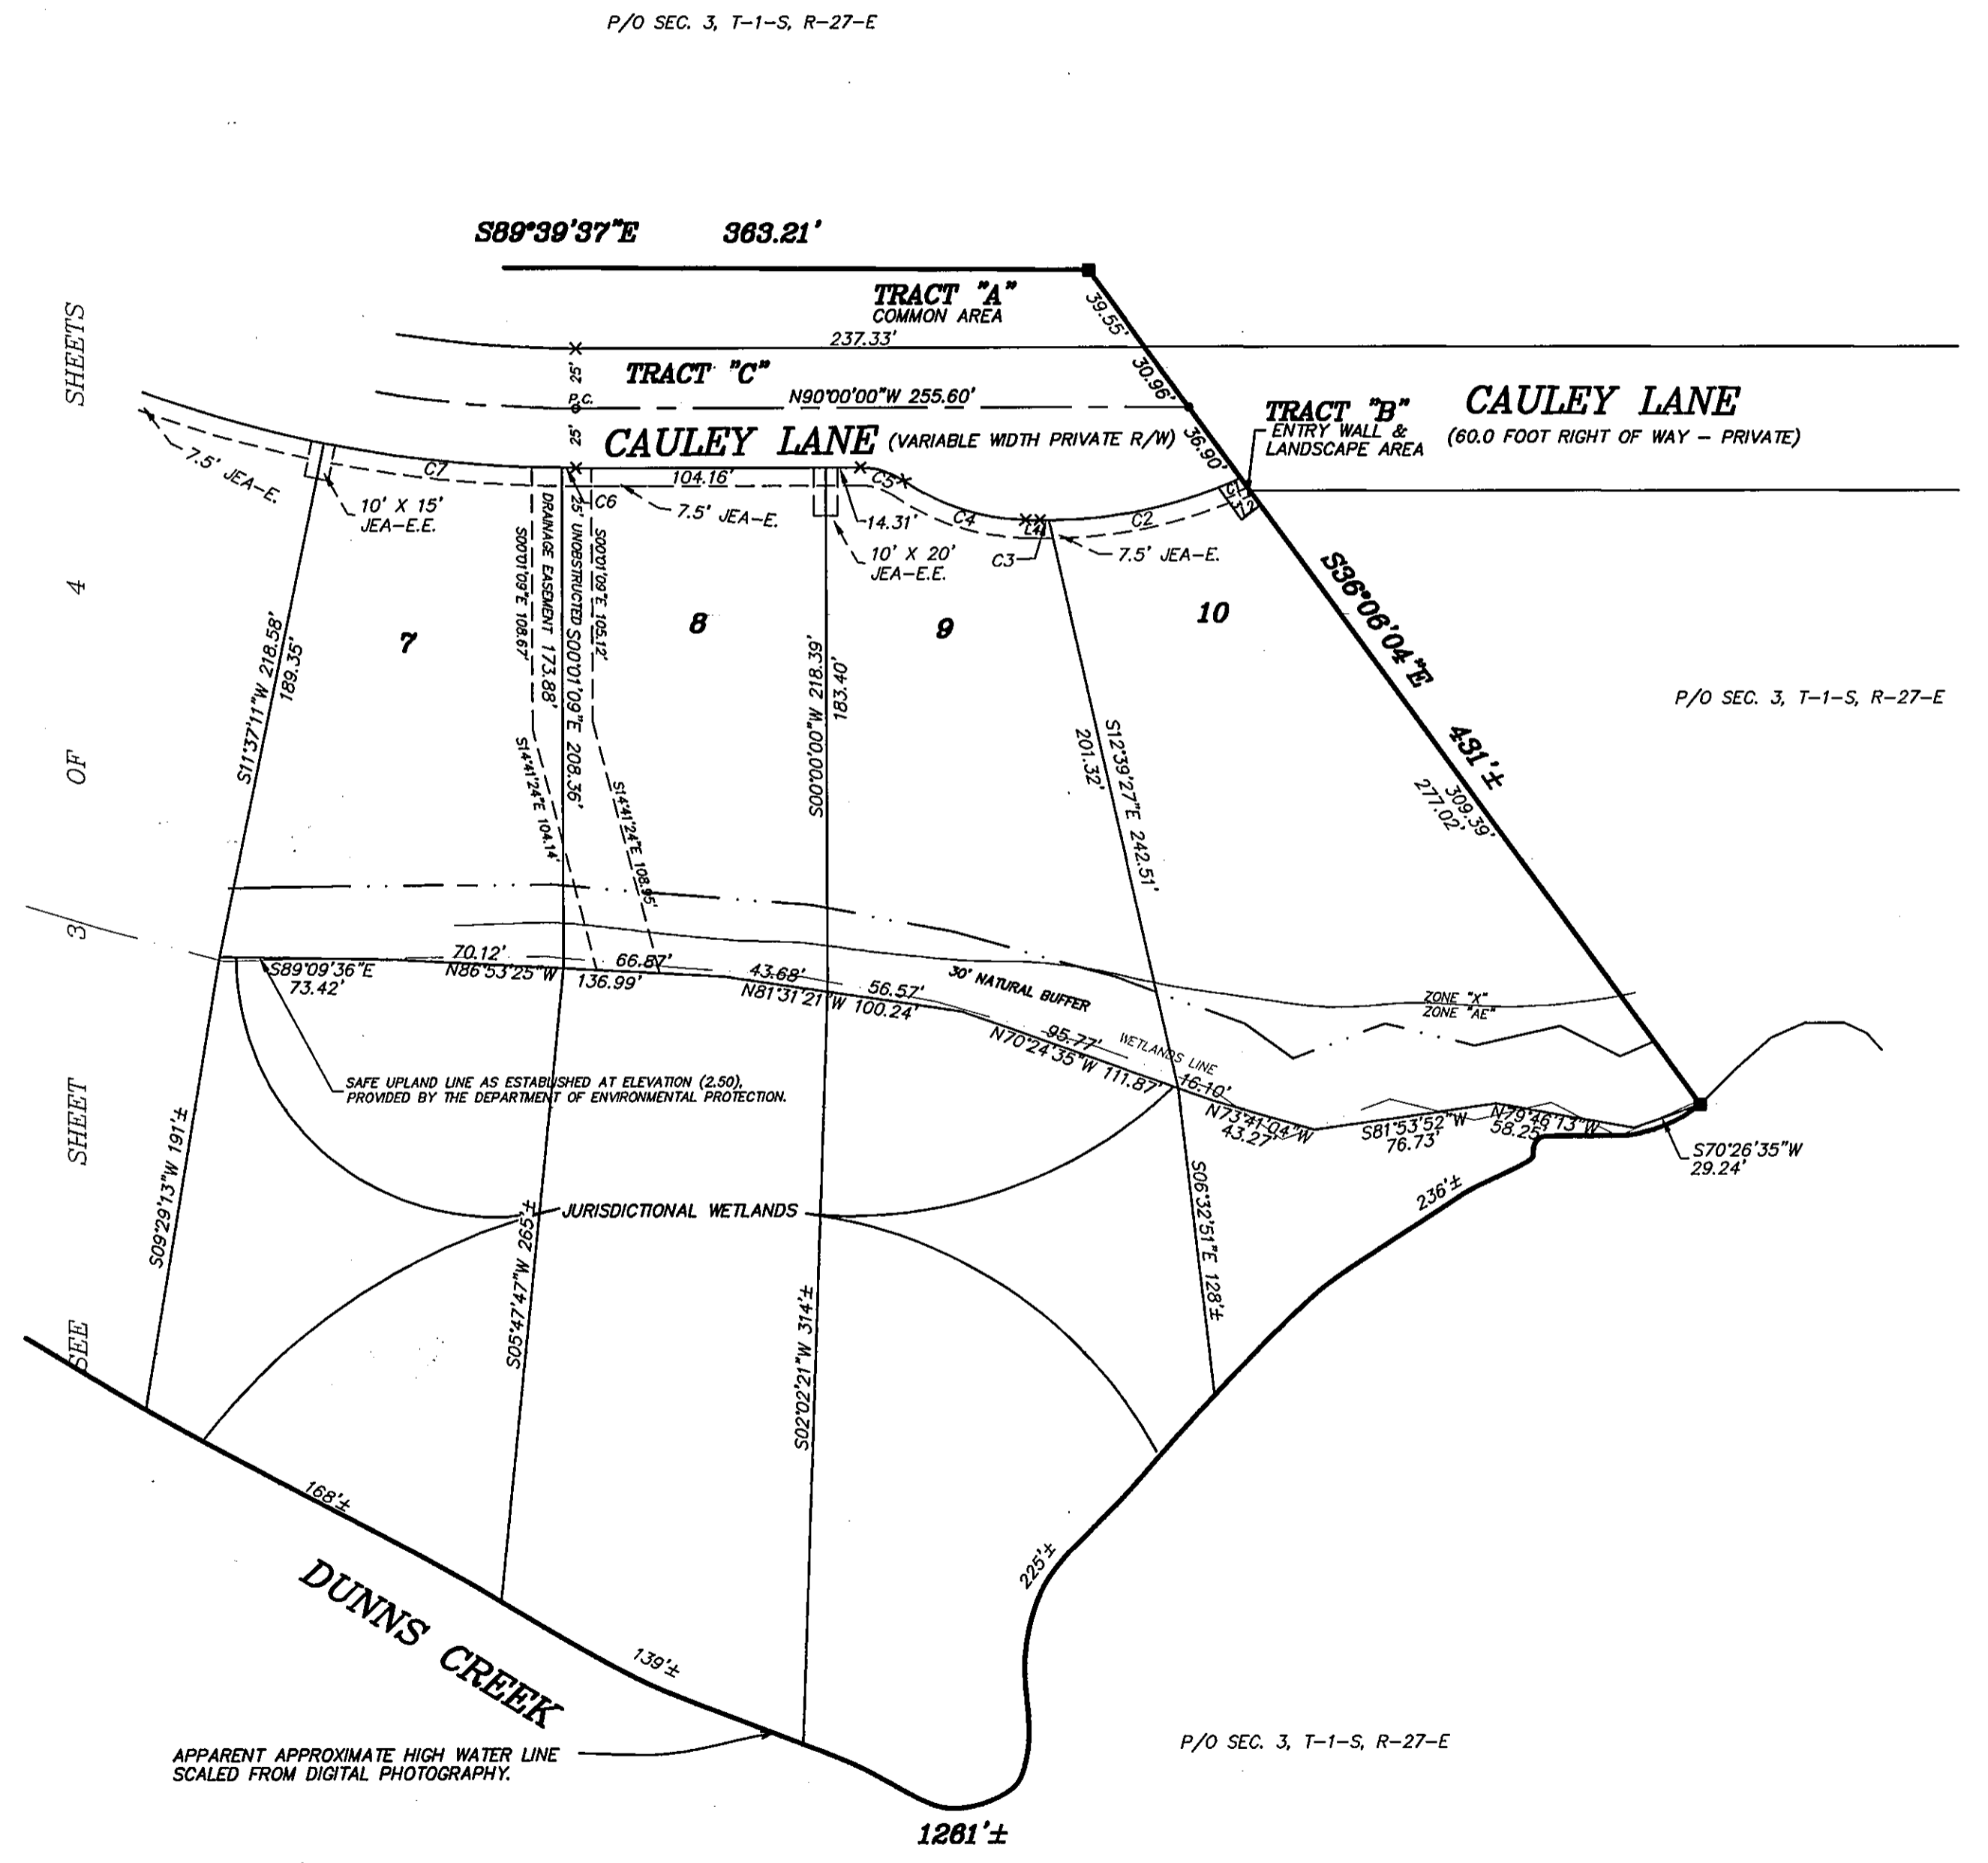 P/O SEC. 3, T-1-S, R-27-E
S89°39'37"E 363.21'
TRACT "A"
COMMON AREA
39.55'
237.33'
25'
TRACT "C"
30.96'
P.C.
N90°00'00"W 255.60'
25'
CAULEY LANE (VARIABLE WIDTH PRIVATE R/W)
36.90'
TRACT "B"
ENTRY WALL &
LANDSCAPE AREA
CAULEY LANE
(60.0 FOOT RIGHT OF WAY – PRIVATE)
SEE SHEET 3 OF 4 SHEETS
7.5' JEA-E.
C7
10' X 15'
JEA-E.E.
C6
104.16'
7.5' JEA-E.
C5
14.31'
10' X 20'
JEA-E.E.
C4
L4
C3
C2
7.5' JEA-E.
S36°06'04"E 431'±
309.39'
277.02'
7
8
9
10
P/O SEC. 3, T-1-S, R-27-E
S11°37'11"W 218.58'
189.35'
S00°01'09"E 108.67'
DRAINAGE EASEMENT 173.88'
25' UNOBSTRUCTED S00°01'09"E 208.36'
S00°01'09"E 105.12'
S14°41'24"E 104.14'
S14°41'24"E 108.95'
S00°00'00"W 218.39'
183.40'
S12°39'27"E 242.51'
201.32'
S89°09'36"E
73.42'
70.12'
N86°53'25"W 136.99'
66.87'
43.68'
N81°31'21"W 100.24'
56.57'
30' NATURAL BUFFER
95.77'
N70°24'35"W 111.87'
WETLANDS LINE
16.10'
ZONE "X"
ZONE "AE"
N73°41'04"W
43.27'
S81°53'52"W
76.73'
N79°46'13"W
58.25'
S70°26'35"W
29.24'
SAFE UPLAND LINE AS ESTABLISHED AT ELEVATION (2.50),
PROVIDED BY THE DEPARTMENT OF ENVIRONMENTAL PROTECTION.
JURISDICTIONAL WETLANDS
S09°29'13"W 191'±
S05°47'47"W 265'±
S02°02'21"W 314'±
S06°32'51"E 128'±
236'±
225'±
168'±
139'±
DUNNS CREEK
APPARENT APPROXIMATE HIGH WATER LINE
SCALED FROM DIGITAL PHOTOGRAPHY.
P/O SEC. 3, T-1-S, R-27-E
1261'±